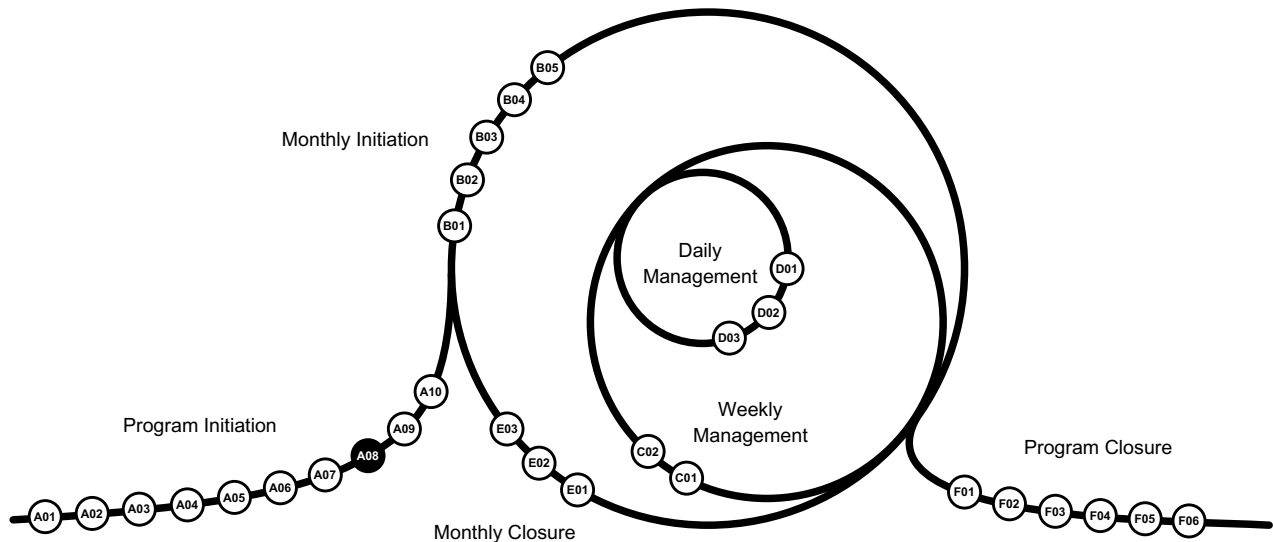 B05
B04
Monthly Initiation
B03
B02
B01
Daily
Management
D01
D02
D03
A10
Program Initiation
A09
A08
A07
A06
A05
A04
A03
A02
A01
E03
E02
E01
Monthly Closure
Weekly
Management
C02
C01
Program Closure
F01
F02
F03
F04
F05
F06